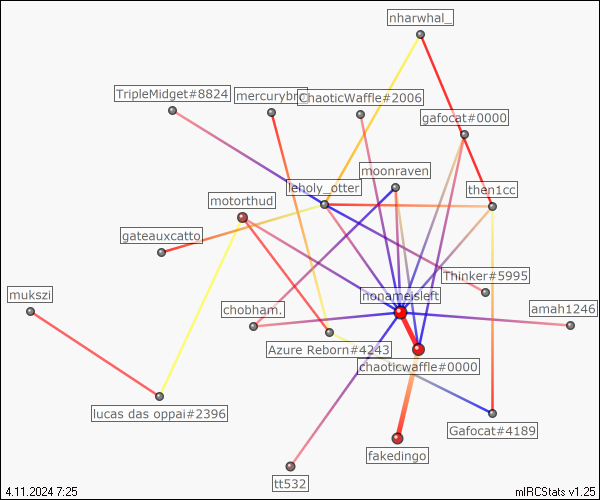 nharwhal_
TripleMidget#8824
mercurybrd
ChaoticWaffle#2006
gafocat#0000
moonraven
leholy_otter
then1cc
motorthud
gateauxcatto
Thinker#5995
nonameisleft
mukszi
chobham.
amah1246
Azure Reborn#4243
chaoticwaffle#0000
lucas das oppai#2396
Gafocat#4189
fakedingo
tt532
4.11.2024 7:25
mIRCStats v1.25